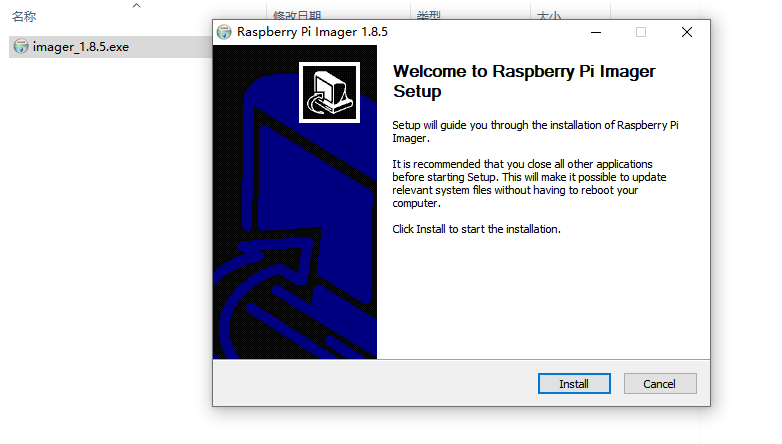 名称
修改日期
类型
大小
imager_1.8.5.exe
Raspberry Pi Imager 1.8.5
Welcome to Raspberry Pi Imager
Setup
Setup will guide you through the installation of Raspberry Pi
Imager.
It is recommended that you close all other applications
before starting Setup. This will make it possible to update
relevant system files without having to reboot your
computer.
Click Install to start the installation.
Install
Cancel